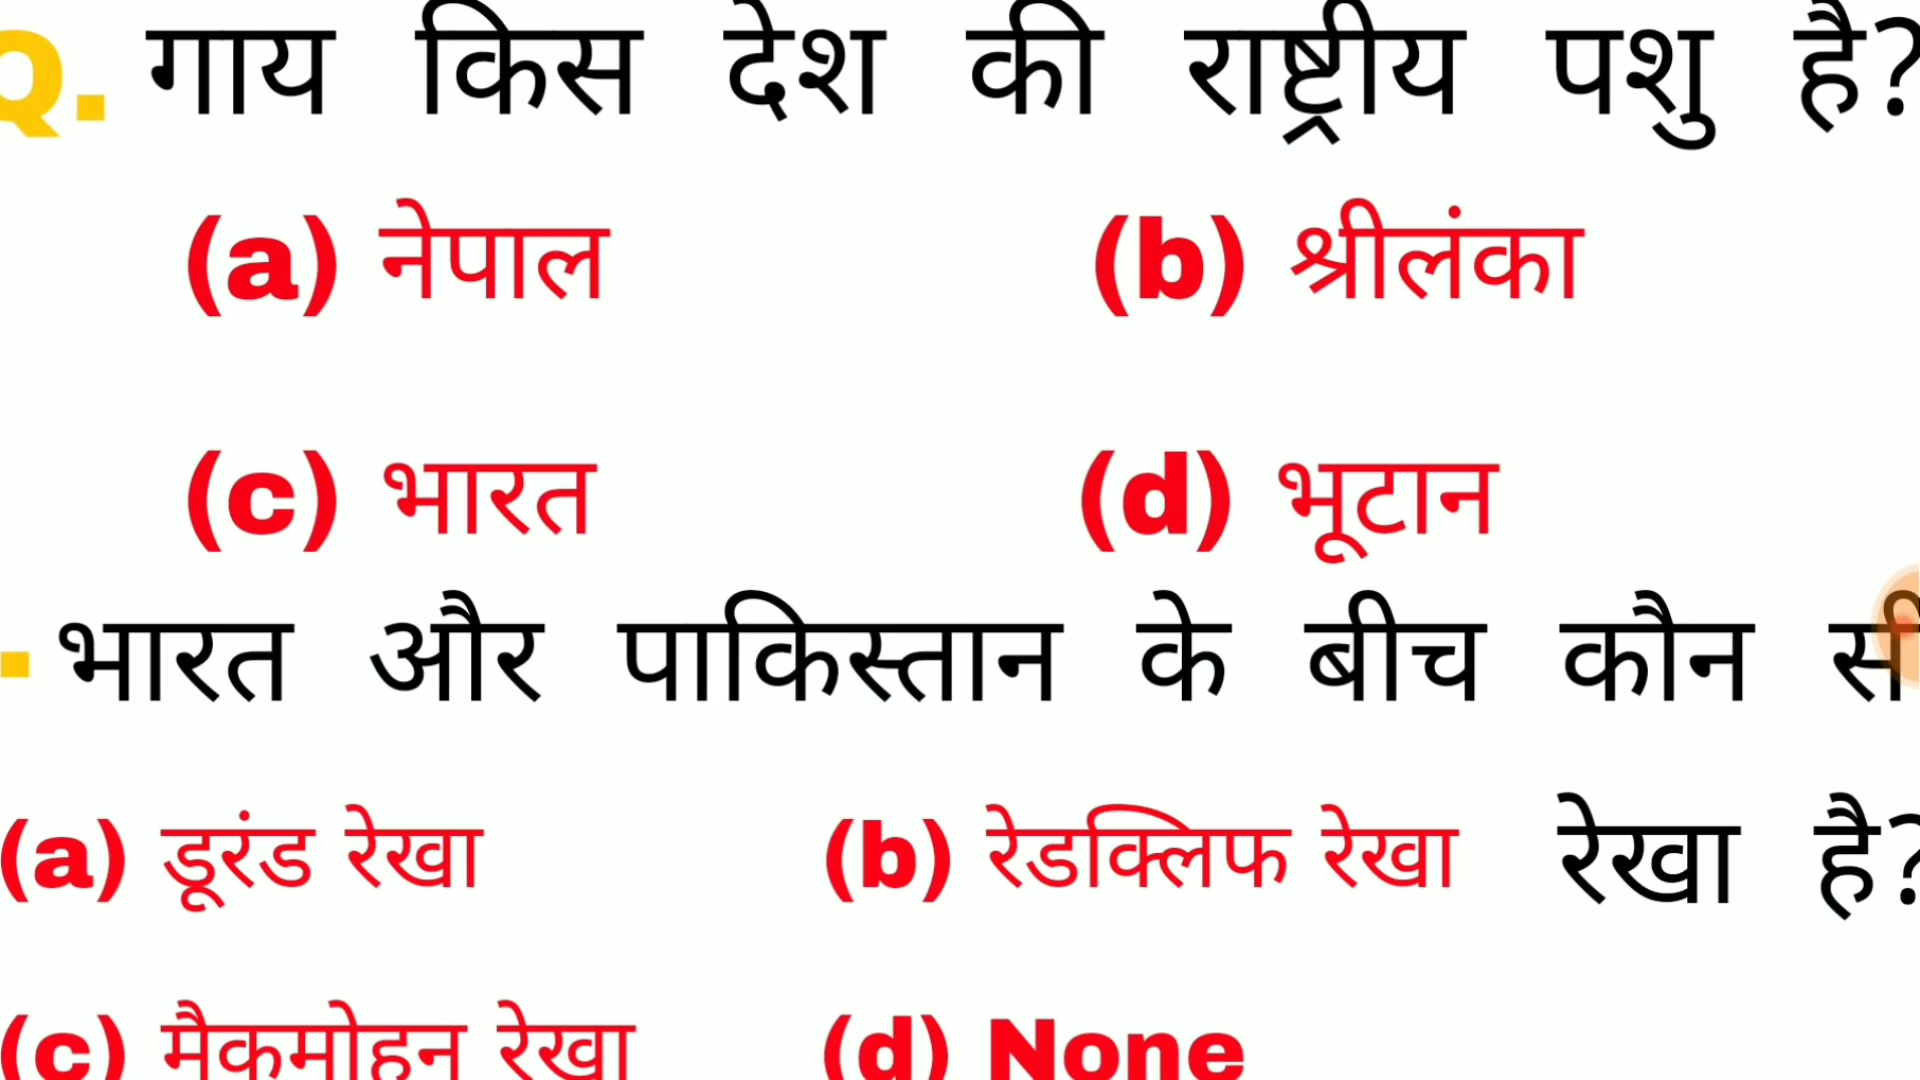 Q. गाय किस देश की राष्ट्रीय पशु है?
(a) नेपाल (b) श्रीलंका
(c) भारत (d) भूटान
. भारत और पाकिस्तान के बीच कौन सी
(a) डूरंड रेखा (b) रेडक्लिफ रेखा रेखा है?
(c) मैकमोहन रेखा (d) None